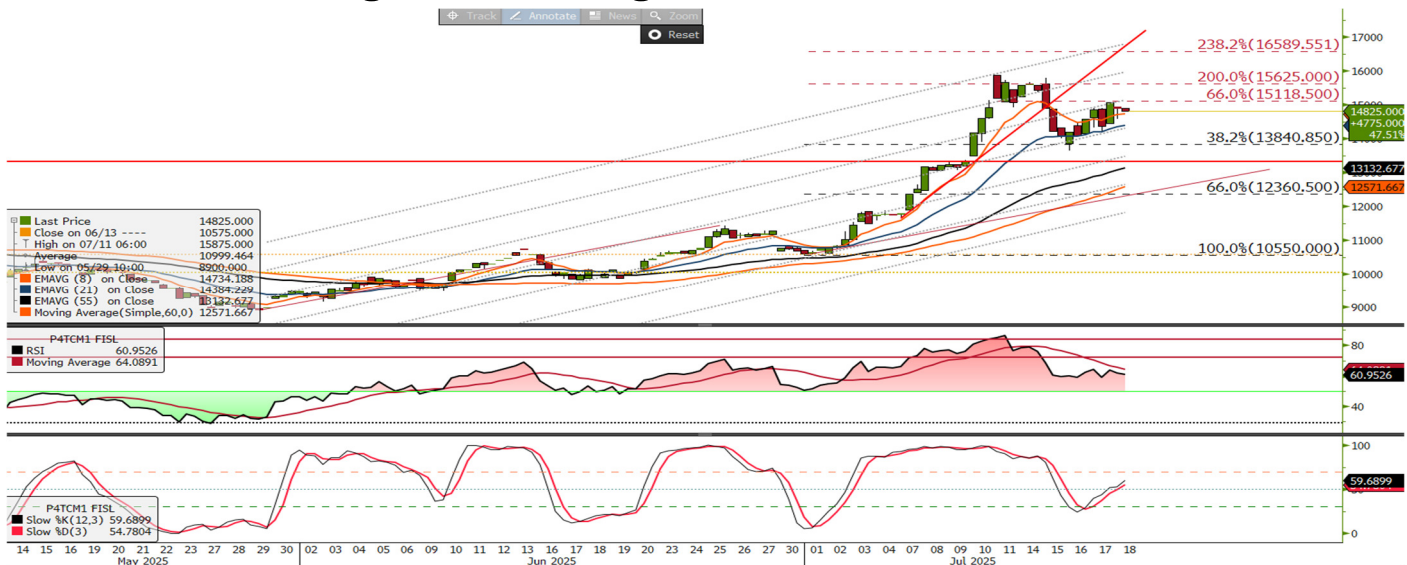 Track Annotate News Zoom
Reset
238.2%(16589.551)
200.0%(15625.000)
66.0%(15118.500)
38.2%(13840.850)
66.0%(12360.500)
100.0%(10550.000)
17000
16000
15000
14825.000
+4775.000
47.51%
14000
13132.677
13000
12571.667
12000
11000
10000
9000
Last Price 14825.000
Close on 06/13 ---- 10575.000
High on 07/11 06:00 15875.000
Average 10999.464
Low on 05/29 10:00 8900.000
EMAVG (8) on Close 14734.188
EMAVG (21) on Close 14384.229
EMAVG (55) on Close 13132.677
Moving Average(Simple,60,0) 12571.667
P4TCM1 FISL
RSI 60.9526
Moving Average 64.0891
80
60.9526
40
P4TCM1 FISL
Slow %K(12,3) 59.6899
Slow %D(3) 54.7804
100
59.6899
0
14 15 16 19 20 21 22 23 26 27 28 29 30 02 03 04 05 06 09 10 11 12 13 16 17 18 19 20 23 24 25 26 27 30 01 02 03 04 07 08 09 10 11 14 15 16 17 18
May 2025 Jun 2025 Jul 2025